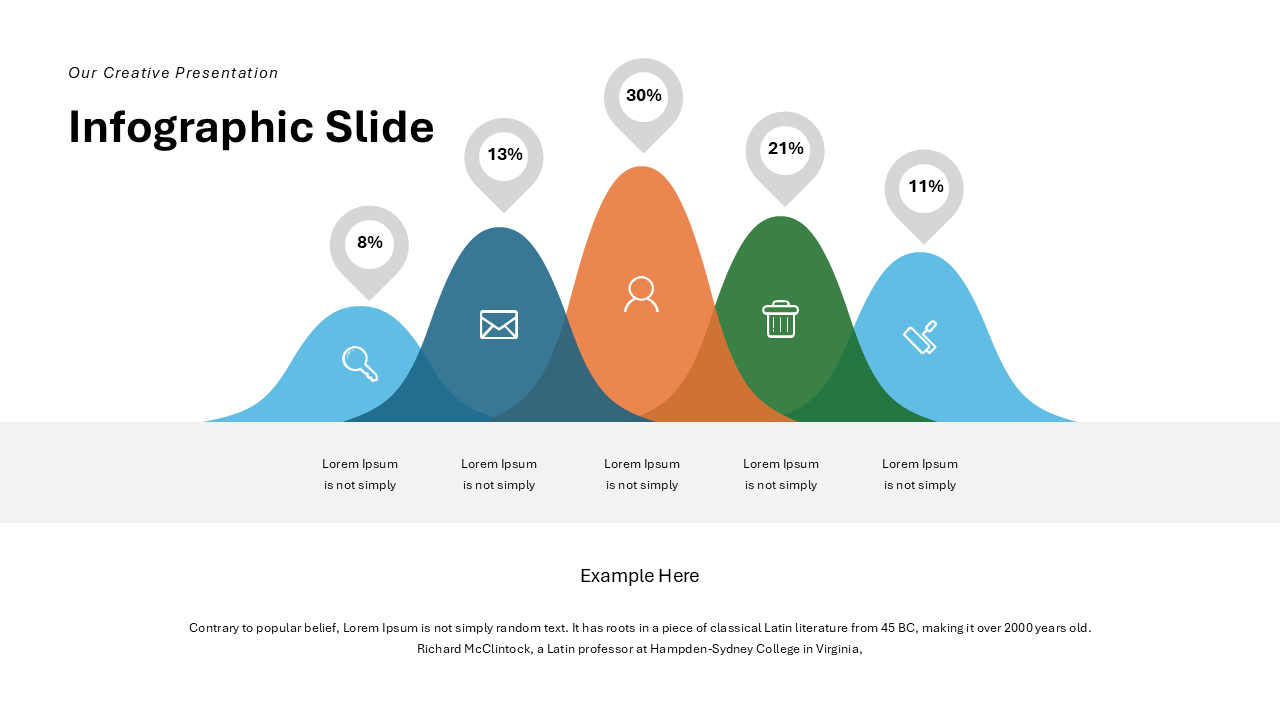 Our Creative Presentation
Infographic Slide
8%
13%
30%
21%
11%
Lorem Ipsum
is not simply
Lorem Ipsum
is not simply
Lorem Ipsum
is not simply
Lorem Ipsum
is not simply
Lorem Ipsum
is not simply
Example Here
Contrary to popular belief, Lorem Ipsum is not simply random text. It has roots in a piece of classical Latin literature from 45 BC, making it over 2000 years old.
Richard McClintock, a Latin professor at Hampden-Sydney College in Virginia,